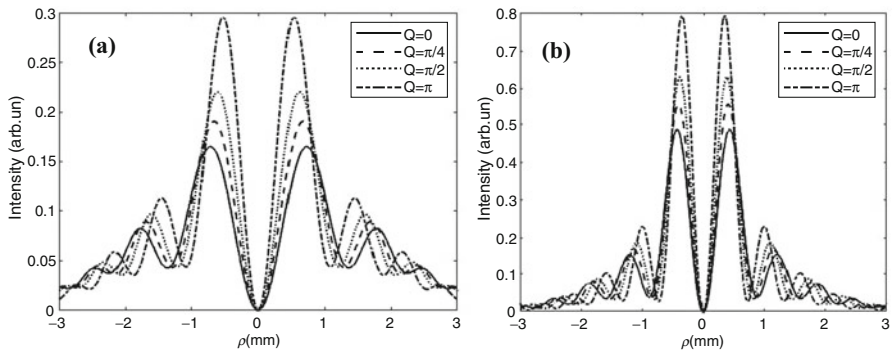 (a)
Q=0
Q=π/4
Q=π/2
Q=π
Intensity (arb.un)
0.3
0.25
0.2
0.15
0.1
0.05
0
−3 −2 −1 0 1 2 3
ρ(mm)
(b)
Q=0
Q=π/4
Q=π/2
Q=π
Intensity (arb.un)
0.8
0.7
0.6
0.5
0.4
0.3
0.2
0.1
0
−3 −2 −1 0 1 2 3
ρ(mm)